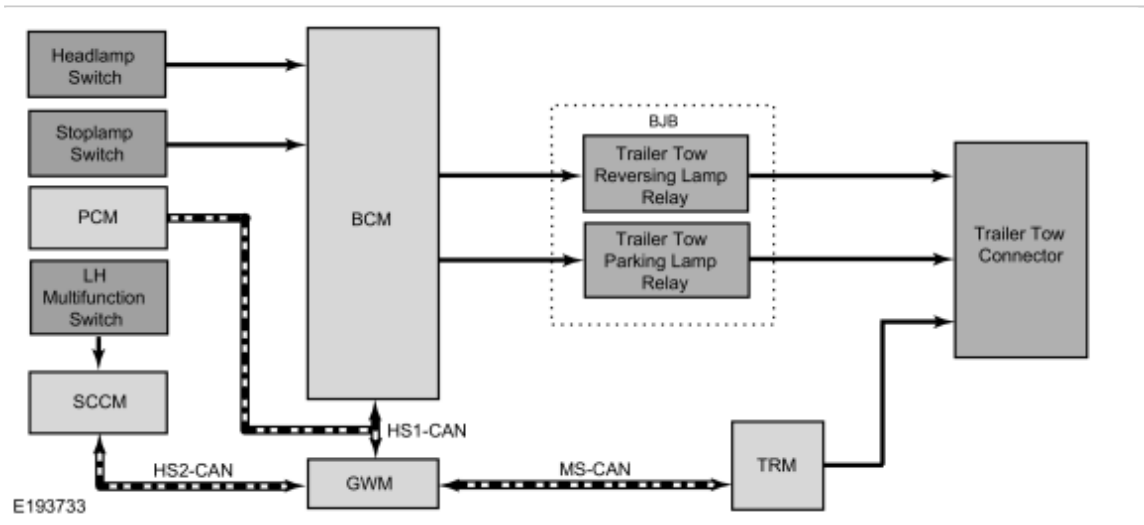 Headlamp
Switch
Stoplamp
Switch
PCM
LH
Multifunction
Switch
SCCM
BCM
BJB
Trailer Tow
Reversing Lamp
Relay
Trailer Tow
Parking Lamp
Relay
Trailer Tow
Connector
HS1-CAN
HS2-CAN
GWM
MS-CAN
TRM
E193733